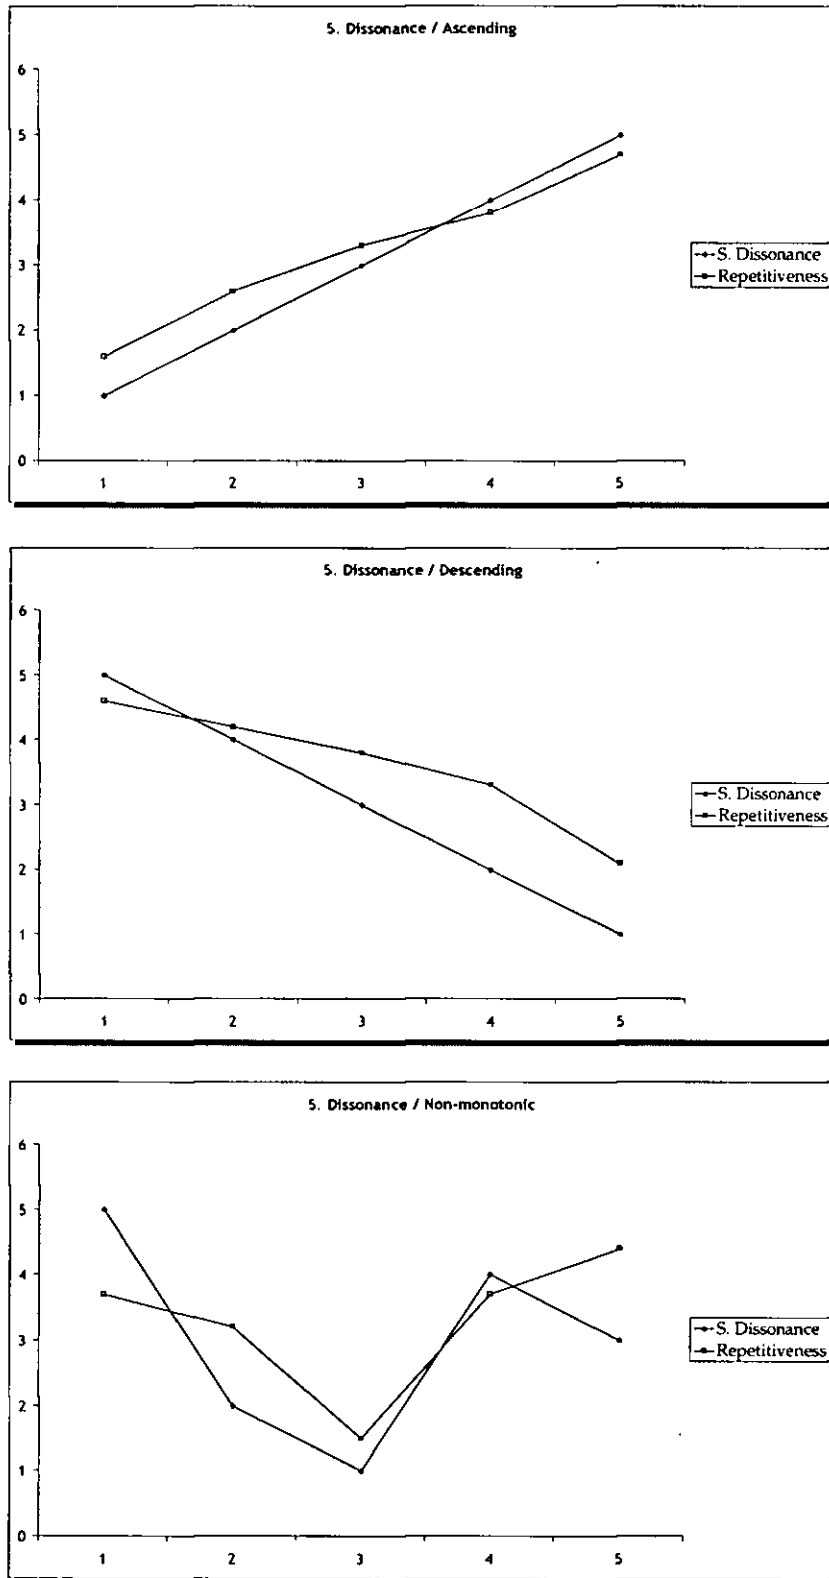 5. Dissonance / Ascending
6
5
4
3
2
1
0
1 2 3 4 5
S. Dissonance
Repetitiveness
5. Dissonance / Descending
6
5
4
3
2
1
0
1 2 3 4 5
S. Dissonance
Repetitiveness
5. Dissonance / Non-monotonic
6
5
4
3
2
1
0
1 2 3 4 5
S. Dissonance
Repetitiveness